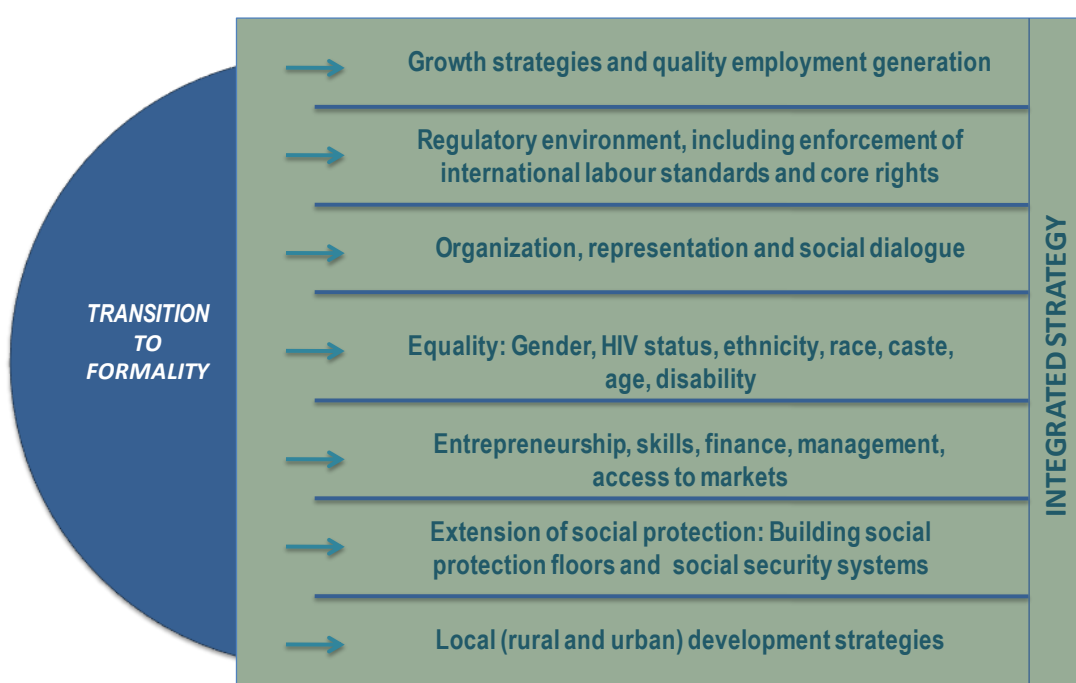 TRANSITION
TO
FORMALITY
Growth strategies and quality employment generation
Regulatory environment, including enforcement of
international labour standards and core rights
Organization, representation and social dialogue
Equality: Gender, HIV status, ethnicity, race, caste,
age, disability
Entrepreneurship, skills, finance, management,
access to markets
Extension of social protection: Building social
protection floors and social security systems
Local (rural and urban) development strategies
INTEGRATED STRATEGY